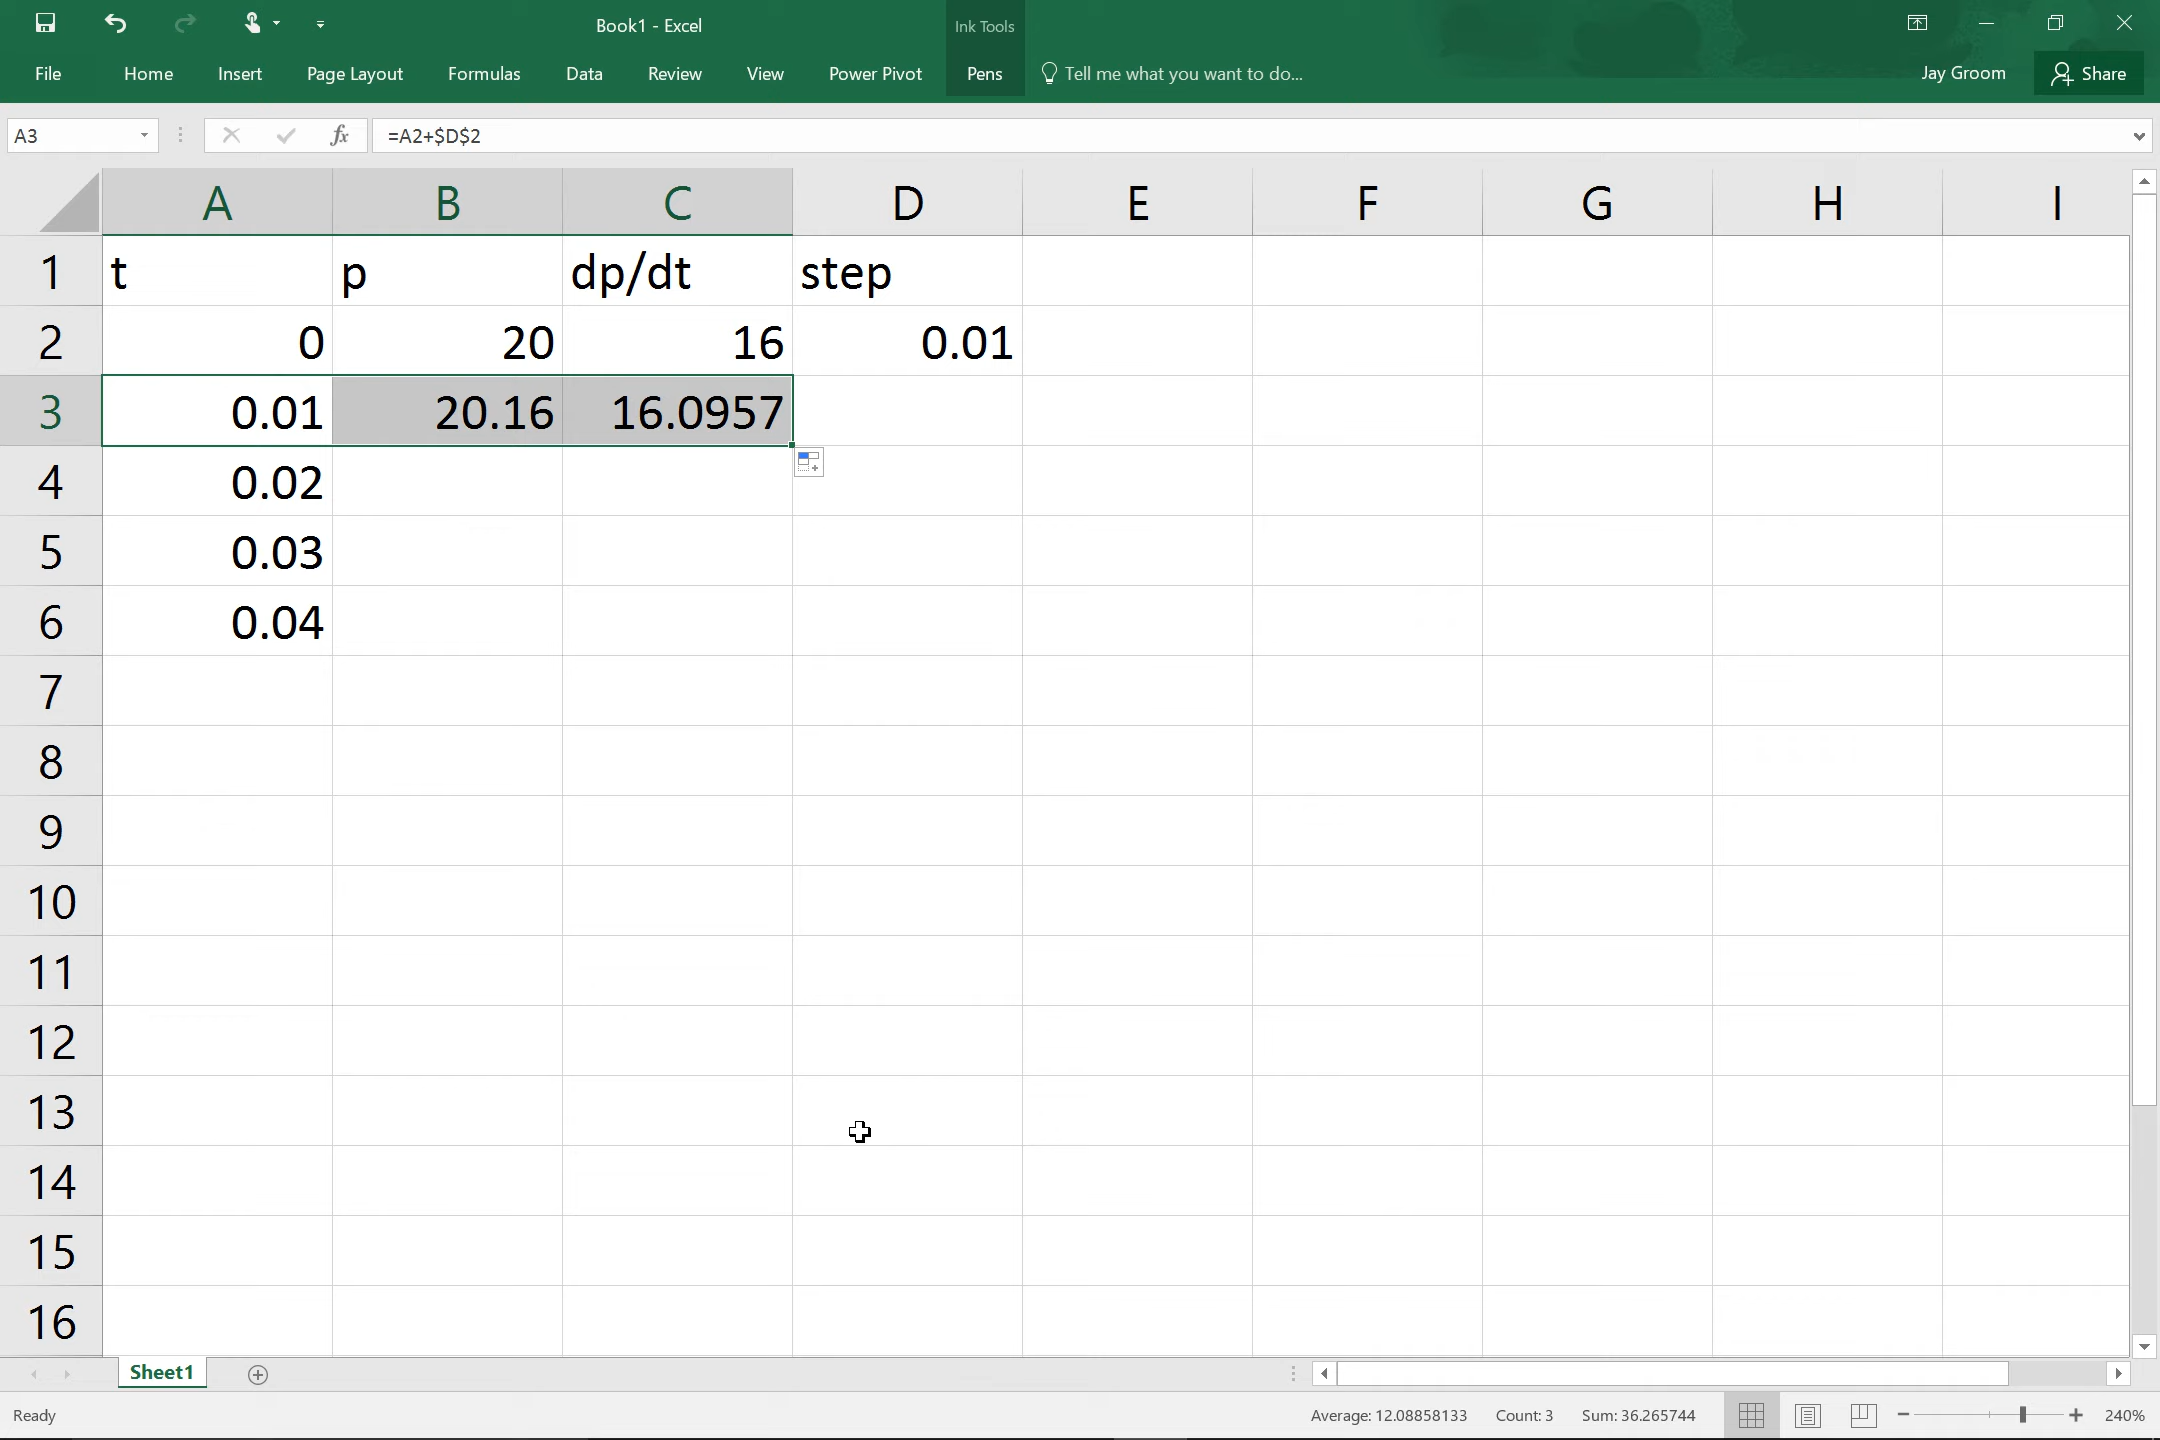 Book1 - Excel
Ink Tools
File Home Insert Page Layout Formulas Data Review View Power Pivot Pens Tell me what you want to do... Jay Groom Share
A3 fx =A2+$D$2
A B C D E F G H I
1 t p dp/dt step
2 0 20 16 0.01
3 0.01 20.16 16.0957
4 0.02
5 0.03
6 0.04
7
8
9
10
11
12
13
14
15
16
Sheet1
Ready Average: 12.08858133 Count: 3 Sum: 36.265744 240%